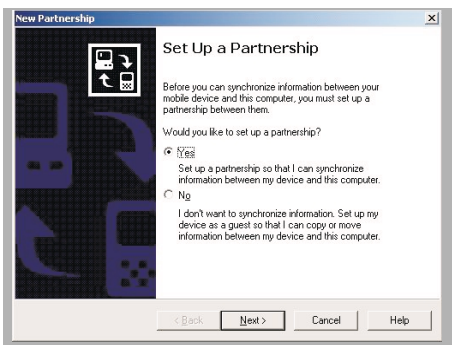 New Partnership
Set Up a Partnership
Before you can synchronize information between your
mobile device and this computer, you must set up a
partnership between them.
Would you like to set up a partnership?
Yes
Set up a partnership so that I can synchronize
information between my device and this computer.
No
I don't want to synchronize information. Set up my
device as a guest so that I can copy or move
information between my device and this computer.
< Back
Next >
Cancel
Help